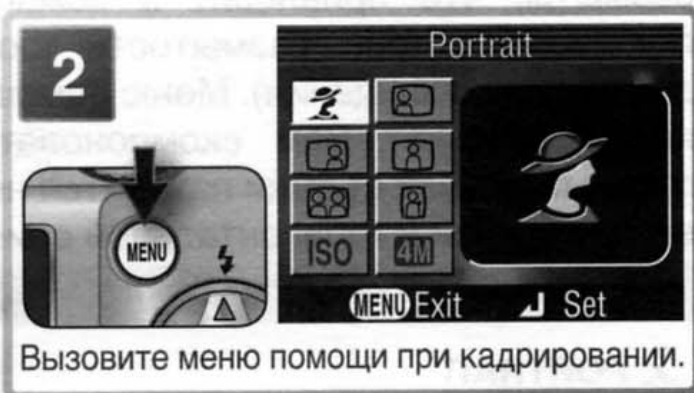 2
Portrait
MENU
ISO 4M
MENU Exit Set
Вызовите меню помощи при кадрировании.